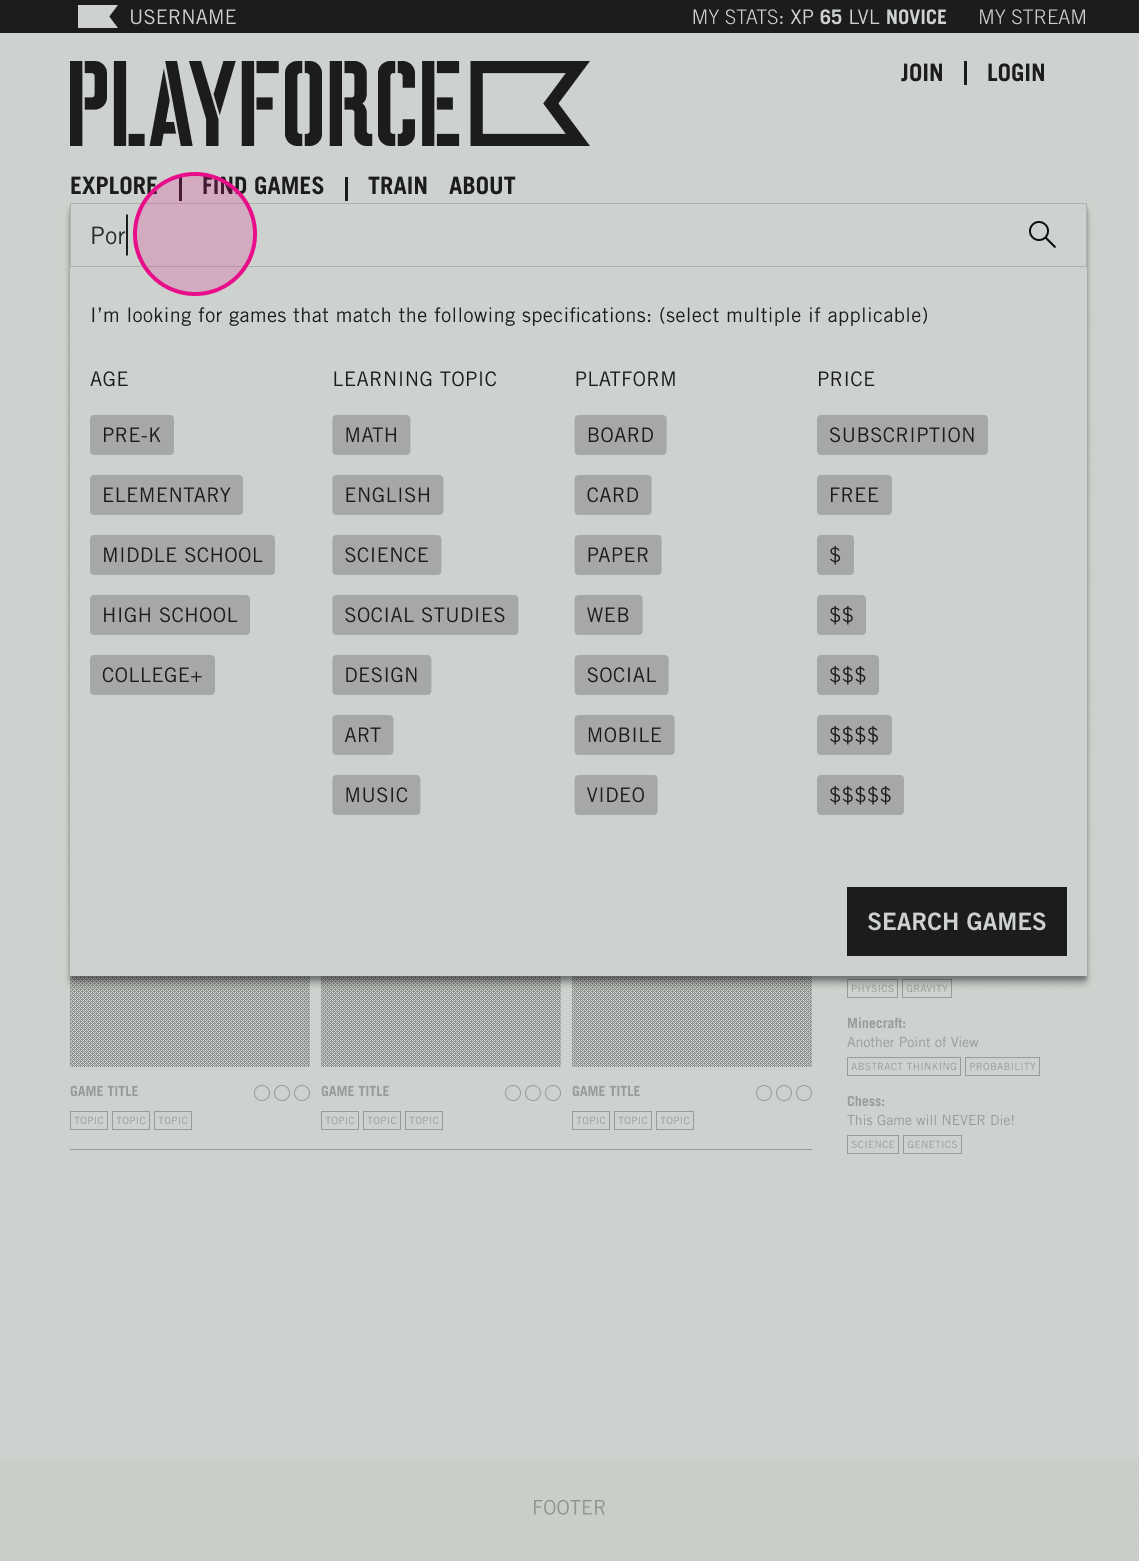 USERNAME
MY STATS: XP 65 LVL NOVICE MY STREAM
PLAYFORCE
JOIN | LOGIN
EXPLORE | FIND GAMES | TRAIN ABOUT
Por
I'm looking for games that match the following specifications: (select multiple if applicable)
AGE
PRE-K
ELEMENTARY
MIDDLE SCHOOL
HIGH SCHOOL
COLLEGE+
LEARNING TOPIC
MATH
ENGLISH
SCIENCE
SOCIAL STUDIES
DESIGN
ART
MUSIC
PLATFORM
BOARD
CARD
PAPER
WEB
SOCIAL
MOBILE
VIDEO
PRICE
SUBSCRIPTION
FREE
$
$$
$$$
$$$$
$$$$$
SEARCH GAMES
GAME TITLE
TOPIC TOPIC TOPIC
GAME TITLE
TOPIC TOPIC TOPIC
GAME TITLE
TOPIC TOPIC TOPIC
PHYSICS GRAVITY
Minecraft:
Another Point of View
ABSTRACT THINKING PROBABILITY
Chess:
This Game will NEVER Die!
SCIENCE GENETICS
FOOTER